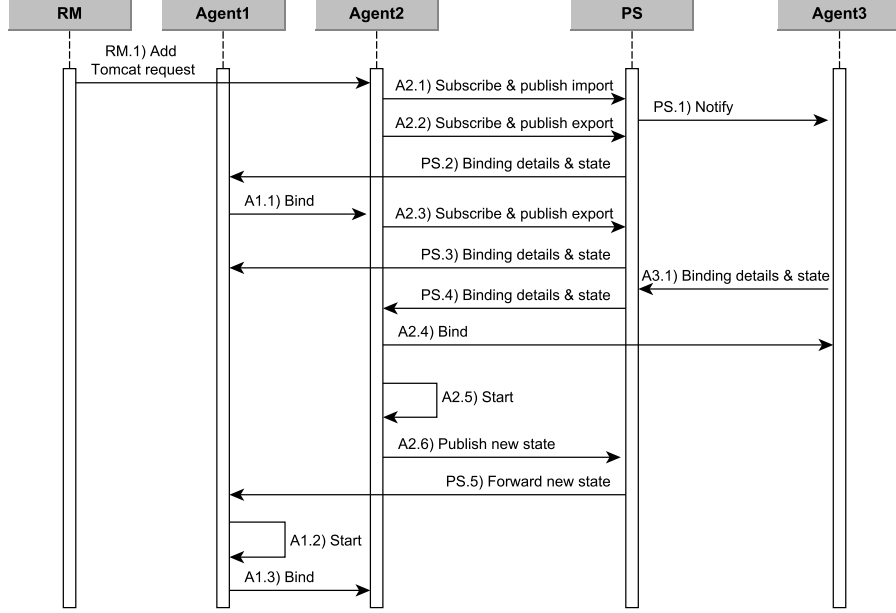 RM
Agent1
Agent2
PS
Agent3
RM.1) Add
Tomcat request
A2.1) Subscribe & publish import
PS.1) Notify
A2.2) Subscribe & publish export
PS.2) Binding details & state
A1.1) Bind
A2.3) Subscribe & publish export
PS.3) Binding details & state
A3.1) Binding details & state
PS.4) Binding details & state
A2.4) Bind
A2.5) Start
A2.6) Publish new state
PS.5) Forward new state
A1.2) Start
A1.3) Bind